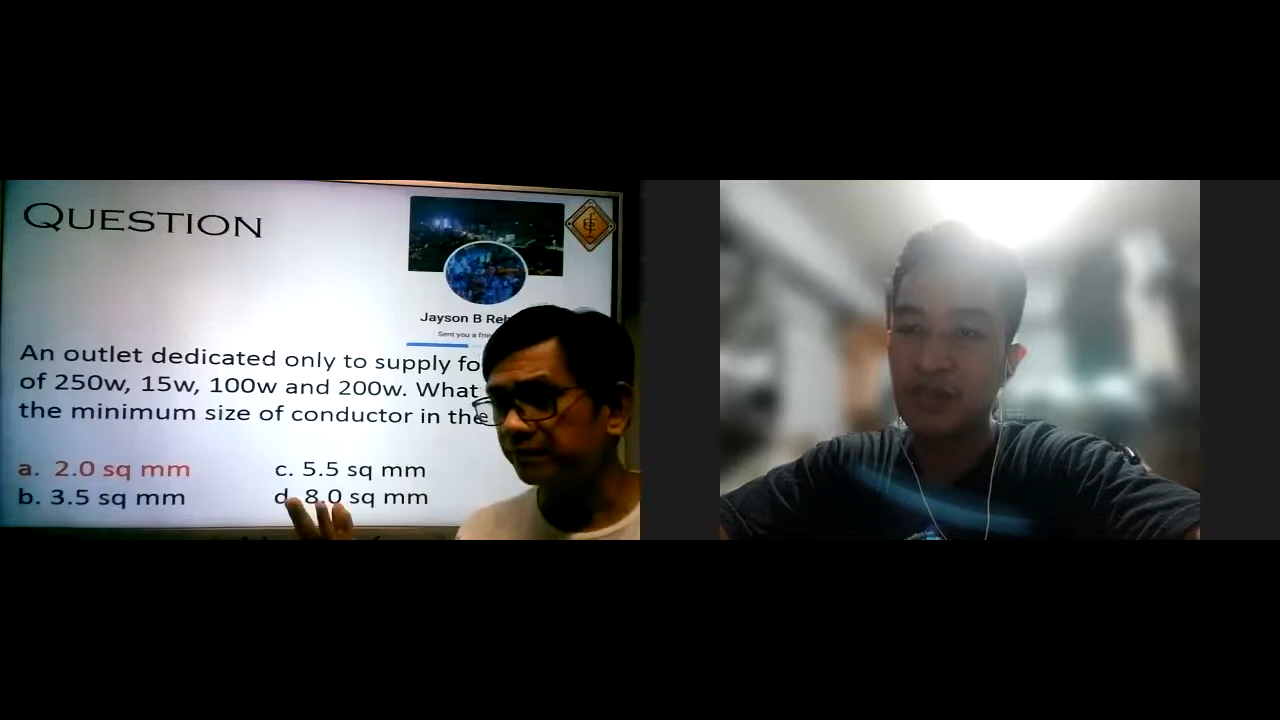 QUESTION
Jayson B
Sent you a
An outlet dedicated only to supply
of 250w, 15w, 100w and 200w. What
the minimum size of conductor in the
a. 2.0 sq mm
c. 5.5 sq mm
b. 3.5 sq mm
d. 8.0 sq mm